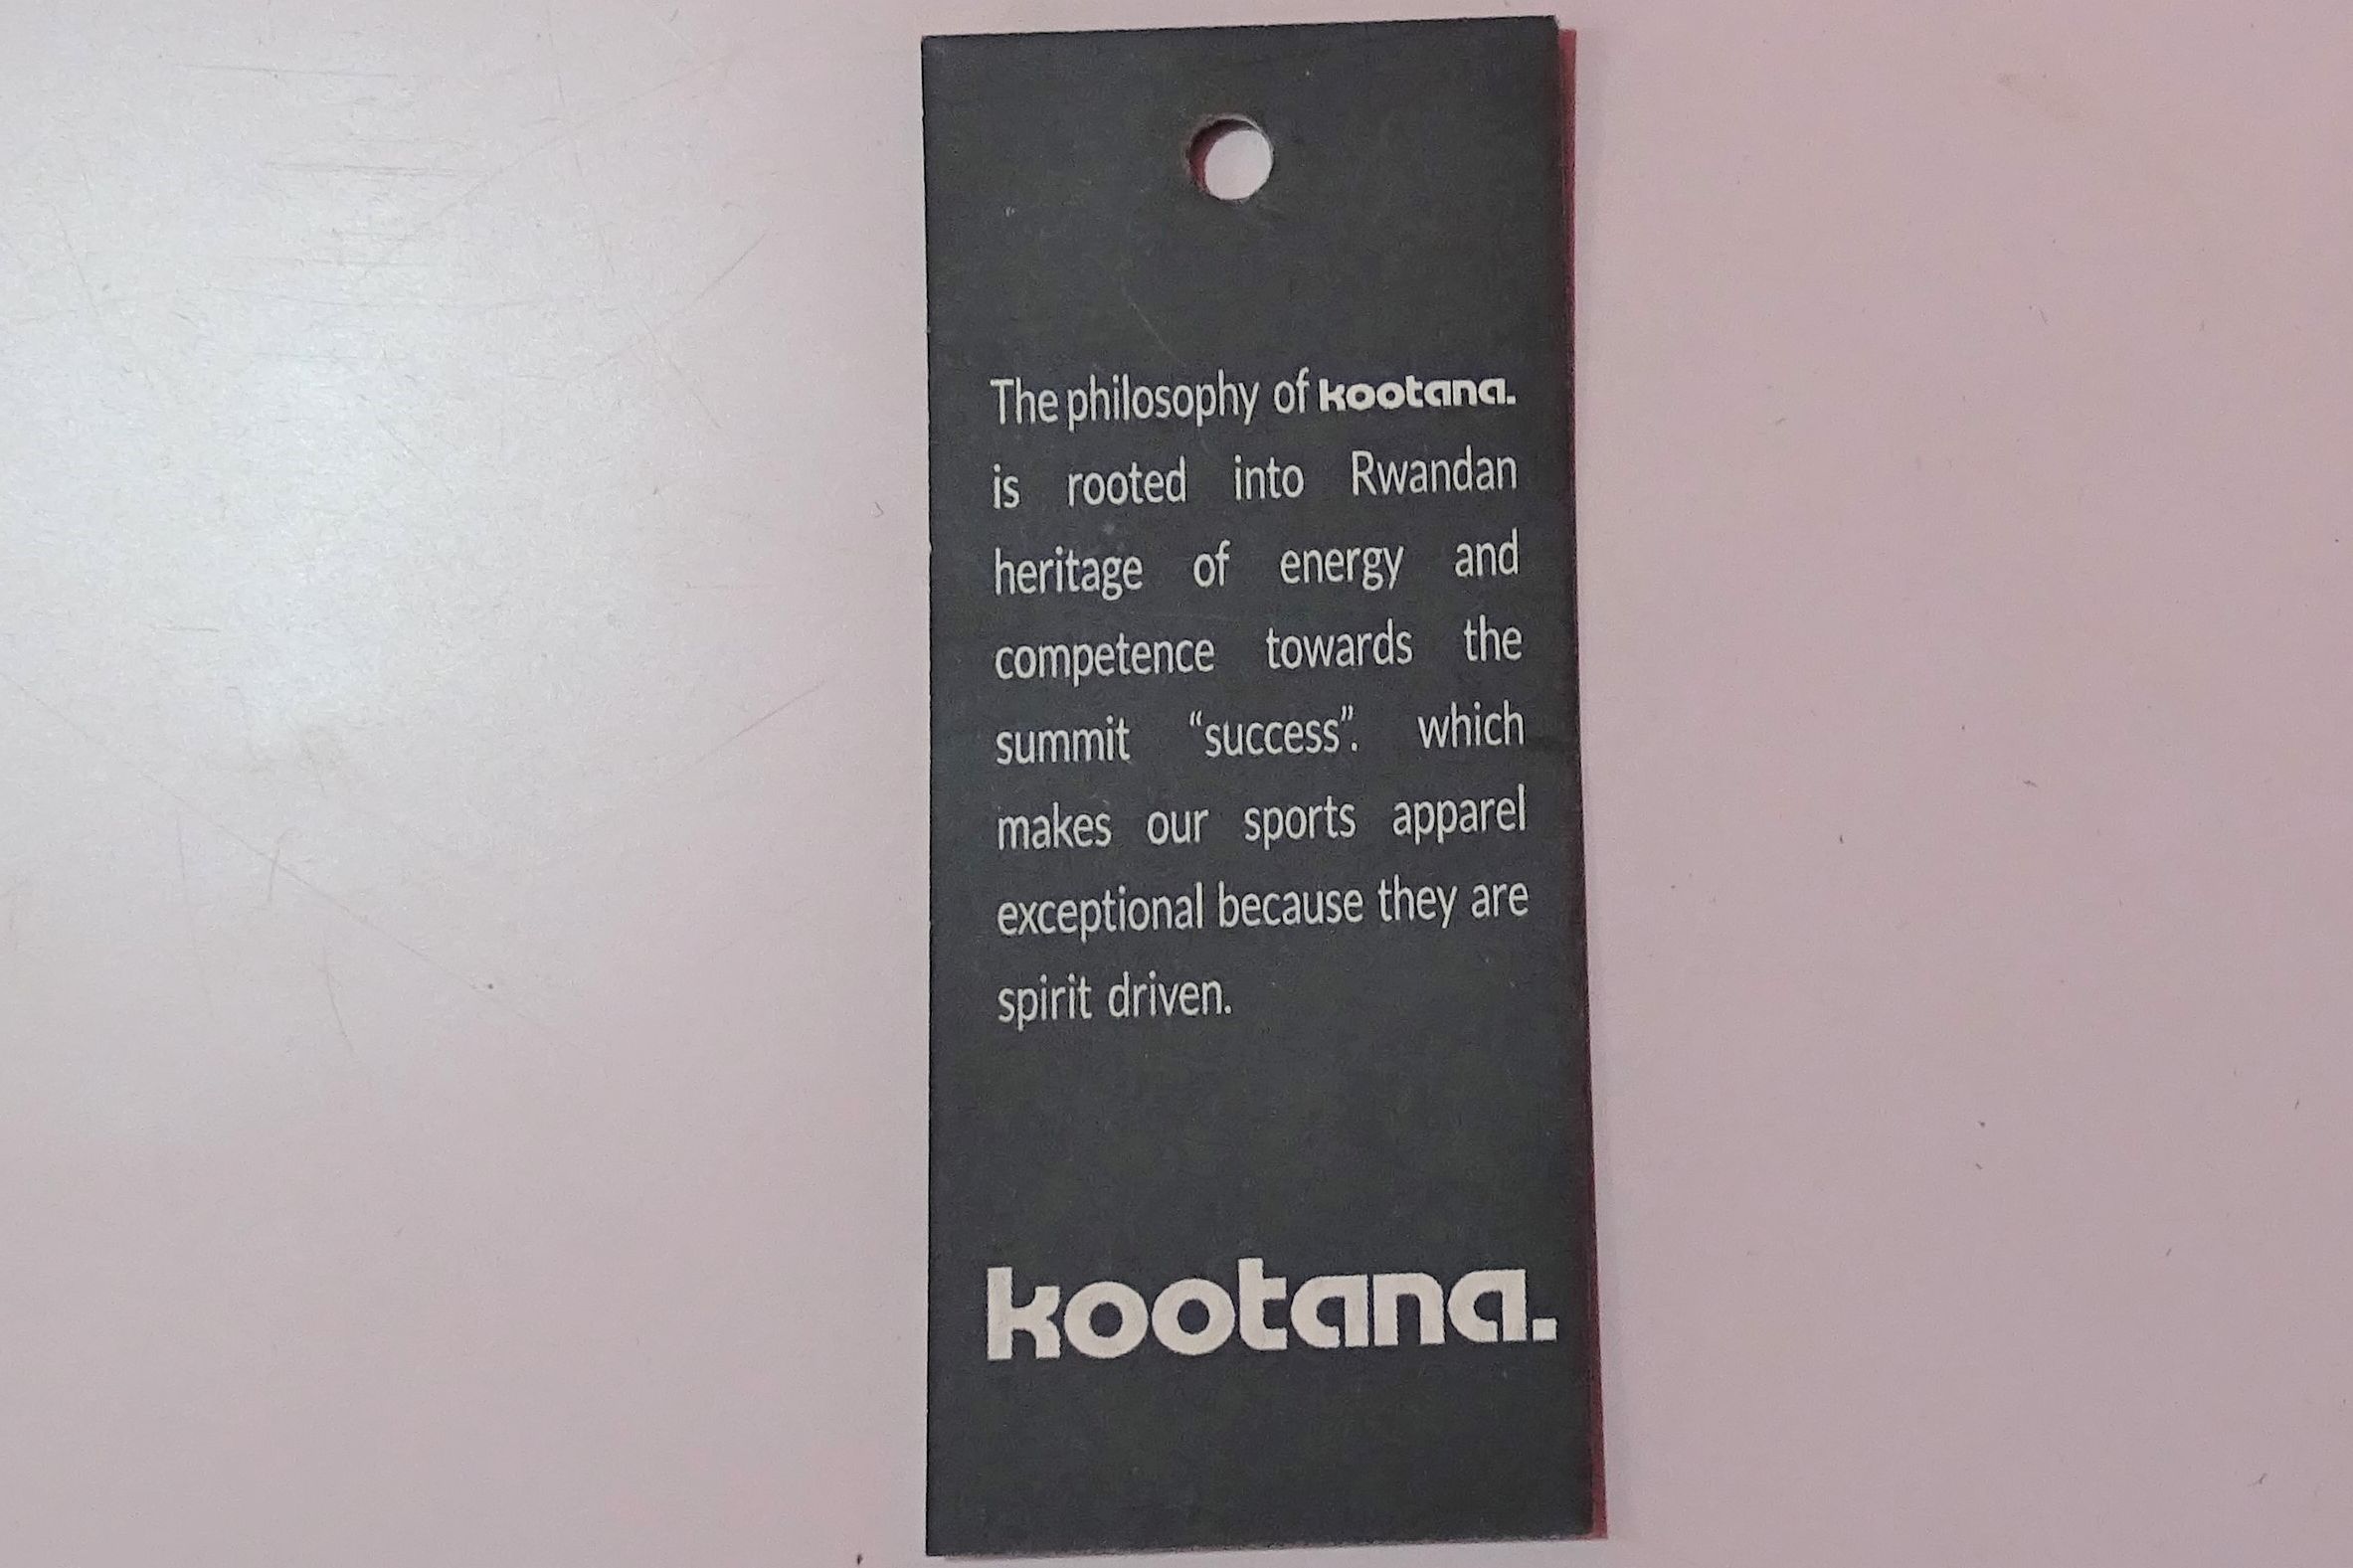 The philosophy of kootana.
is rooted into Rwandan
heritage of energy and
competence towards the
summit “success”. which
makes our sports apparel
exceptional because they are
spirit driven.
kootana.